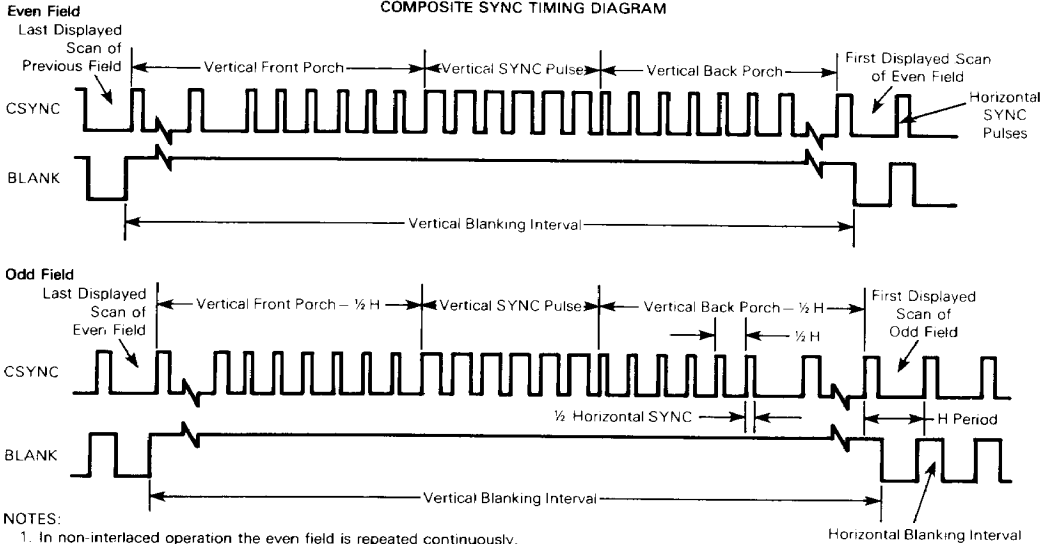 COMPOSITE SYNC TIMING DIAGRAM
Even Field
Last Displayed
Scan of
Previous Field
Vertical Front Porch
Vertical SYNC Pulse
Vertical Back Porch
First Displayed Scan
of Even Field
CSYNC
Horizontal
SYNC
Pulses
BLANK
Vertical Blanking Interval
Odd Field
Last Displayed
Scan of
Even Field
Vertical Front Porch – ½ H
Vertical SYNC Pulse
Vertical Back Porch – ½ H
First Displayed
Scan of
Odd Field
½ H
CSYNC
½ Horizontal SYNC
H Period
BLANK
Vertical Blanking Interval
Horizontal Blanking Interval
NOTES:
1. In non-interlaced operation the even field is repeated continuously.